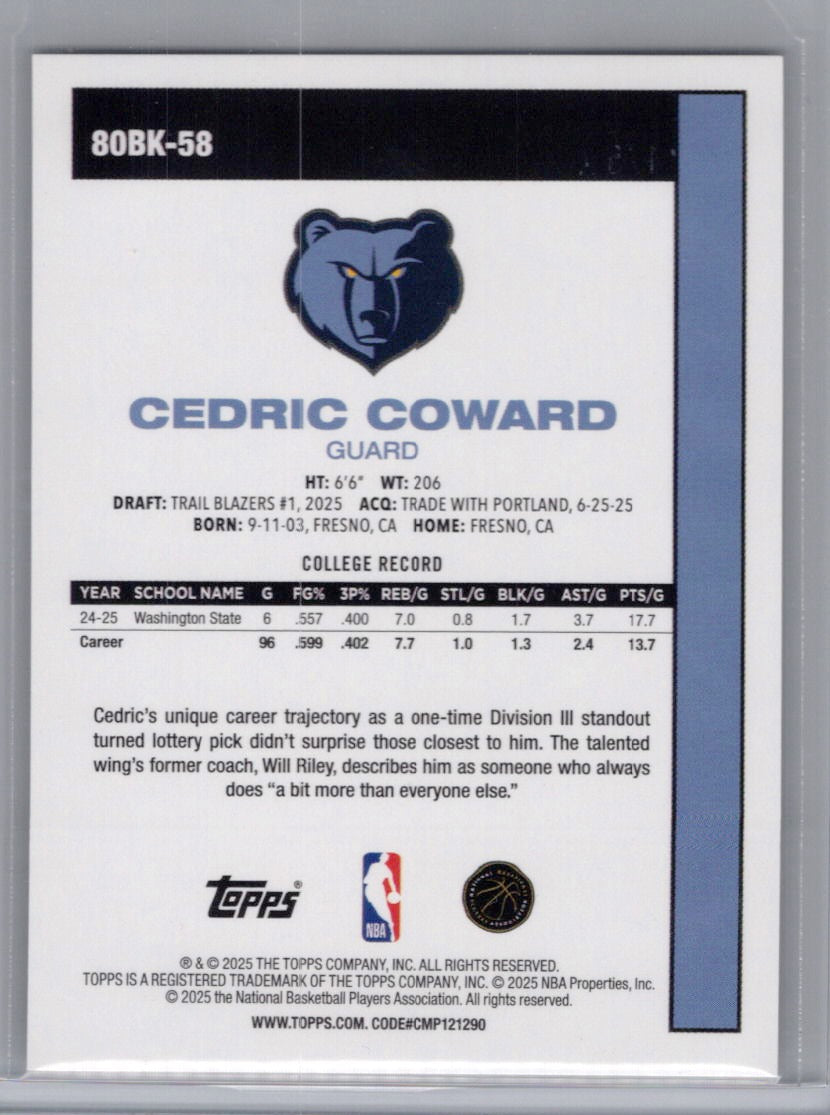 80BK-58
CEDRIC COWARD
GUARD
HT: 6'6" WT: 206
DRAFT: TRAIL BLAZERS #1, 2025 ACQ: TRADE WITH PORTLAND, 6-25-25
BORN: 9-11-03, FRESNO, CA HOME: FRESNO, CA
COLLEGE RECORD
YEAR SCHOOL NAME G FG% 3P% REB/G STL/G BLK/G AST/G PTS/G
24-25 Washington State 6 .557 .400 7.0 0.8 1.7 3.7 17.7
Career 96 .599 .402 7.7 1.0 1.3 2.4 13.7
Cedric's unique career trajectory as a one-time Division III standout
turned lottery pick didn't surprise those closest to him. The talented
wing's former coach, Will Riley, describes him as someone who always
does “a bit more than everyone else.”
Topps®
NBA
® & © 2025 THE TOPPS COMPANY, INC. ALL RIGHTS RESERVED.
TOPPS IS A REGISTERED TRADEMARK OF THE TOPPS COMPANY, INC. © 2025 NBA Properties, Inc.
© 2025 the National Basketball Players Association. All rights reserved.
WWW.TOPPS.COM. CODE#CMP121290